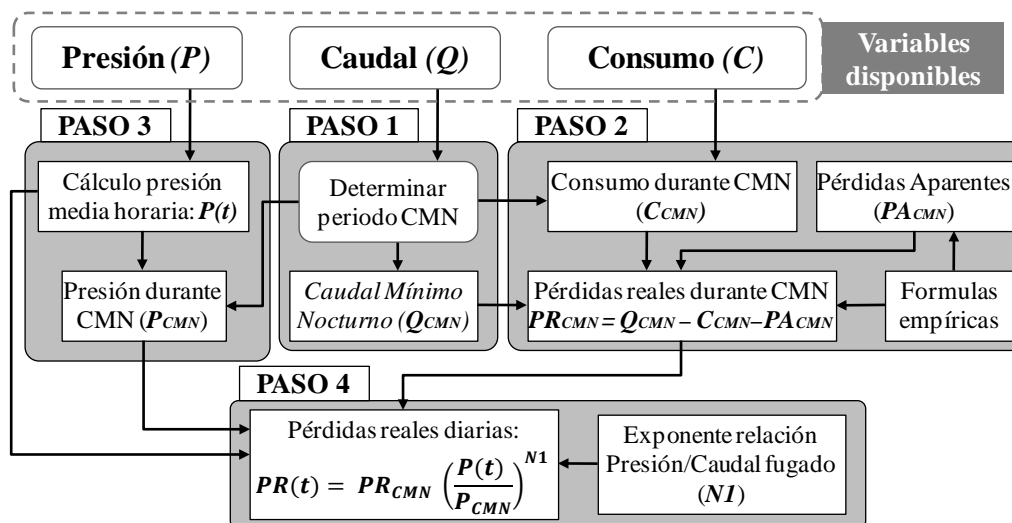 Presión (P)
Caudal (Q)
Consumo (C)
Variables
disponibles
PASO 3
PASO 1
PASO 2
Cálculo presión
media horaria: P(t)
Determinar
periodo CMN
Consumo durante CMN
(CCMN)
Pérdidas Aparentes
(PACMN)
Presión durante
CMN (PCMN)
Caudal Mínimo
Nocturno (QCMN)
Pérdidas reales durante CMN
PRCMN = QCMN – CCMN–PACMN
Formulas
empíricas
PASO 4
Pérdidas reales diarias:
PR(t) = PRCMN (P(t)/PCMN)^N1
Exponente relación
Presión/Caudal fugado
(N1)